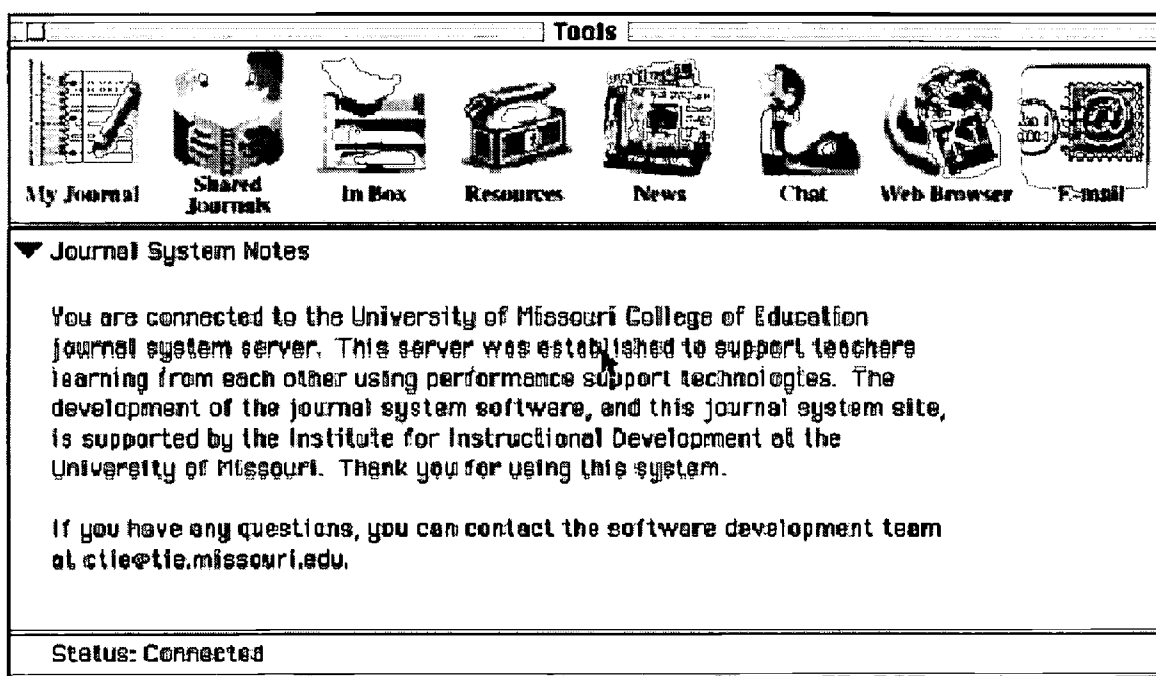 Tools
My Journal
Shared
Journals
In Box
Resources
News
Chat
Web Browser
E-mail
Journal System Notes
You are connected to the University of Missouri College of Education
journal system server. This server was established to support teachers
learning from each other using performance support technologies. The
development of the journal system software, and this journal system site,
is supported by the Institute for Instructional Development at the
University of Missouri. Thank you for using this system.
If you have any questions, you can contact the software development team
at ctie@tie.missouri.edu.
Status: Connected